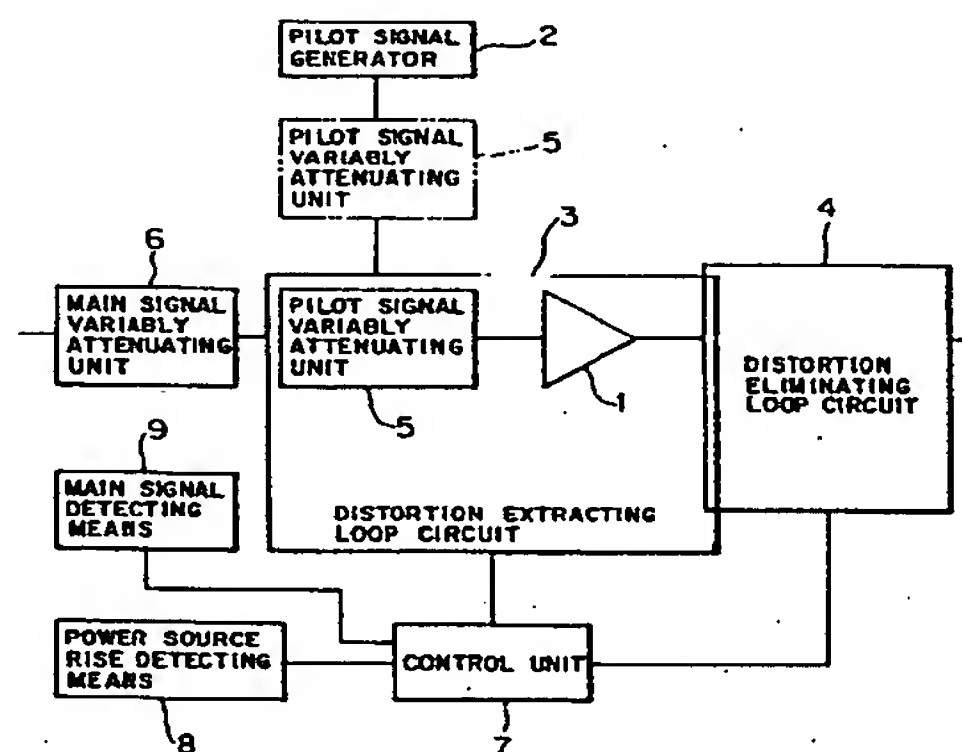 PILOT SIGNAL
GENERATOR
2
PILOT SIGNAL
VARIABLY
ATTENUATING
UNIT
5
3
4
6
MAIN SIGNAL
VARIABLY
ATTENUATING
UNIT
PILOT SIGNAL
VARIABLY
ATTENUATING
UNIT
5
1
DISTORTION
ELIMINATING
LOOP CIRCUIT
9
MAIN SIGNAL
DETECTING
MEANS
DISTORTION EXTRACTING
LOOP CIRCUIT
POWER SOURCE
RISE DETECTING
MEANS
8
CONTROL UNIT
7